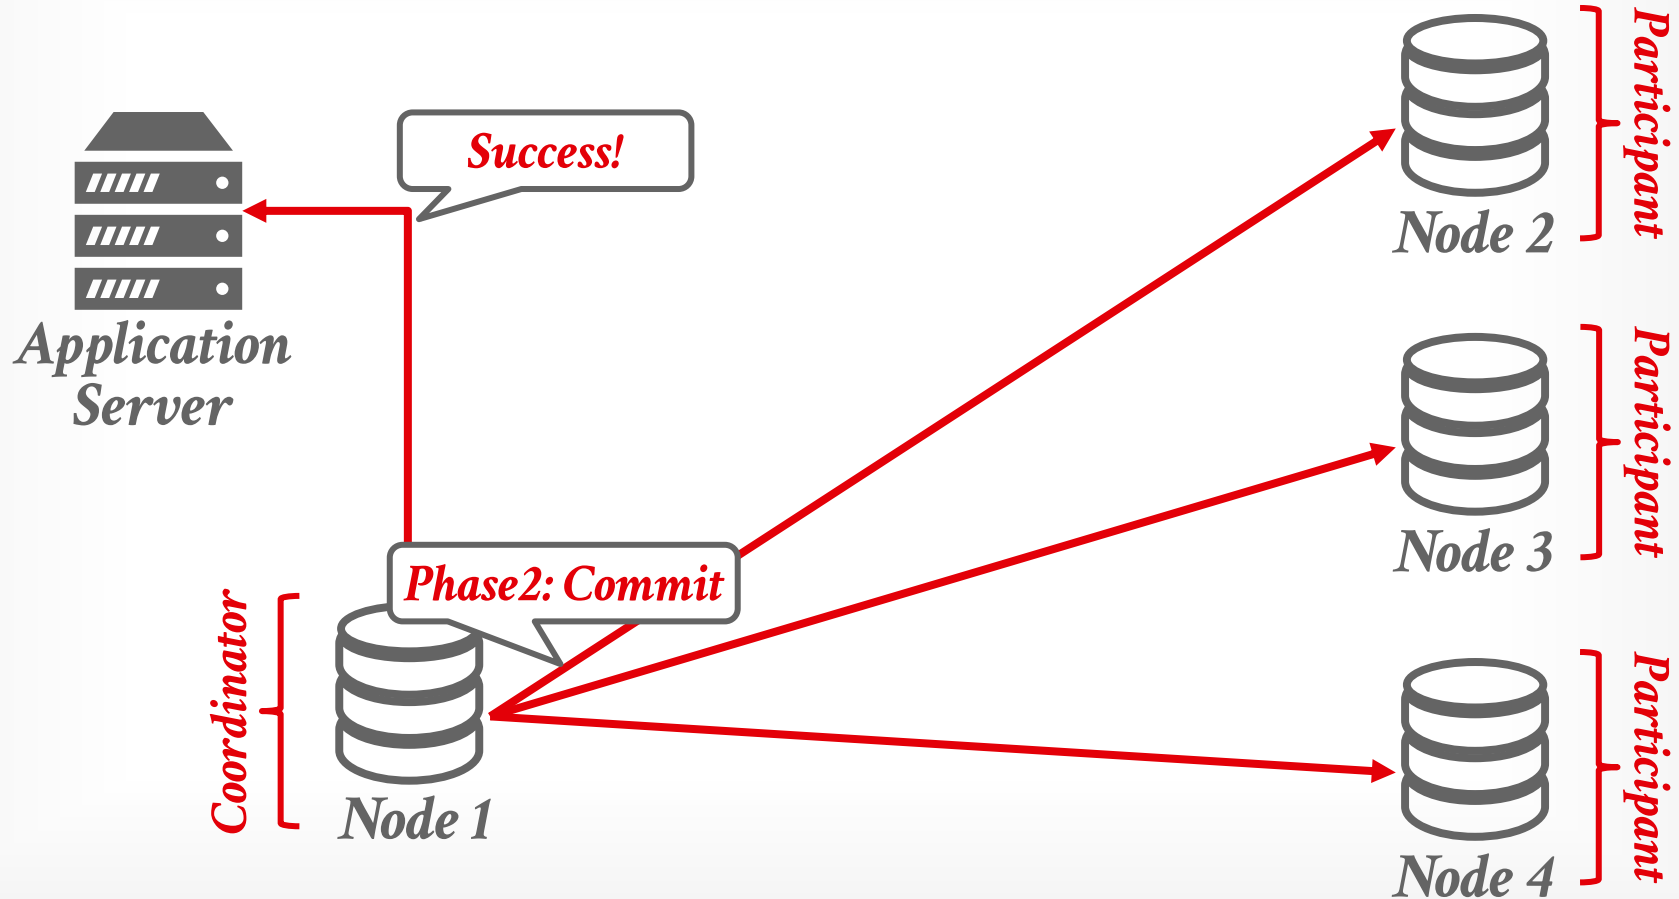 Success!
Application
Server
Phase2: Commit
Coordinator
Node 1
Node 2
Participant
Node 3
Participant
Node 4
Participant